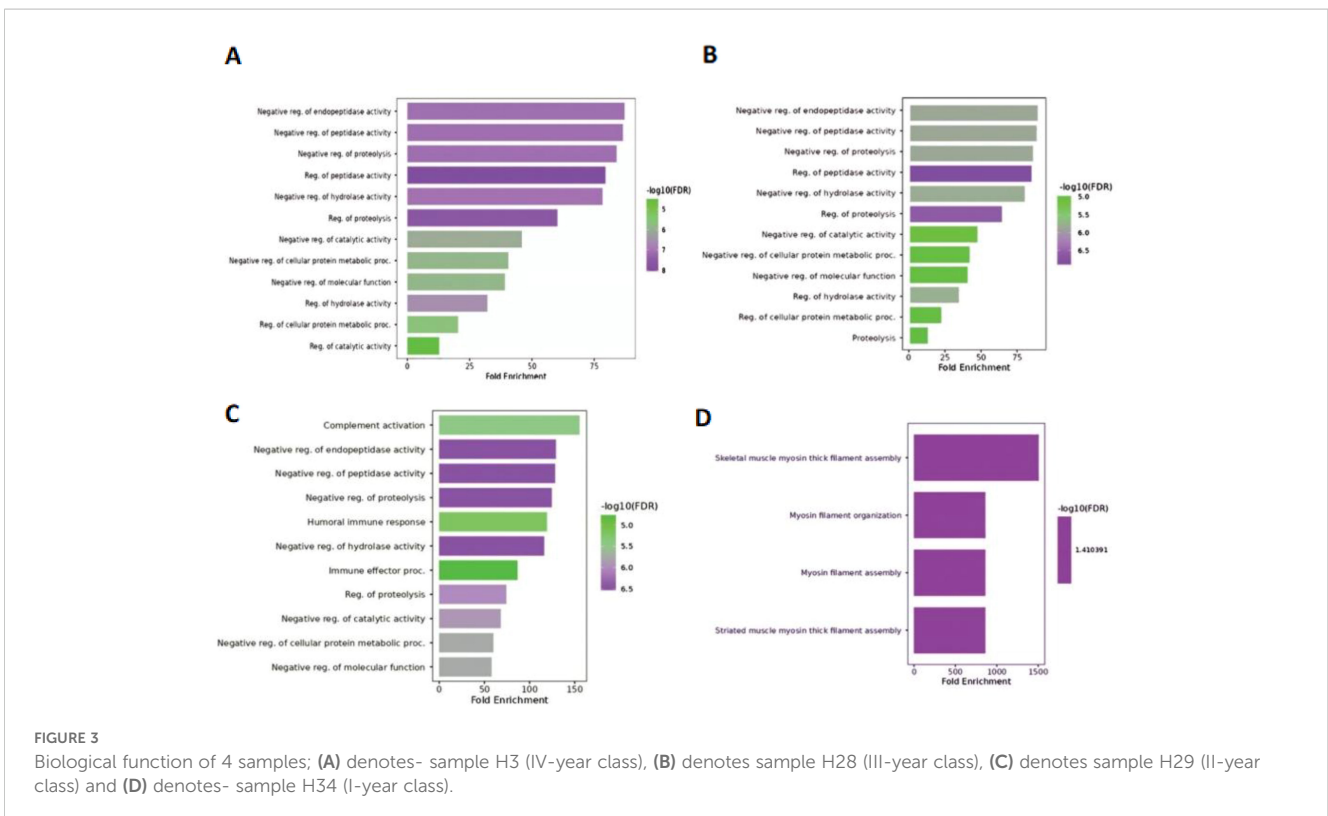 A
Negative reg. of endopeptidase activity
Negative reg. of peptidase activity
Negative reg. of proteolysis
Reg. of peptidase activity
Negative reg. of hydrolase activity
Reg. of proteolysis
Negative reg. of catalytic activity
Negative reg. of cellular protein metabolic proc.
Negative reg. of molecular function
Reg. of hydrolase activity
Reg. of cellular protein metabolic proc.
Reg. of catalytic activity
0 25 50 75
Fold Enrichment
-log10(FDR)
5
6
7
8
B
Negative reg. of endopeptidase activity
Negative reg. of peptidase activity
Negative reg. of proteolysis
Reg. of peptidase activity
Negative reg. of hydrolase activity
Reg. of proteolysis
Negative reg. of catalytic activity
Negative reg. of cellular protein metabolic proc.
Negative reg. of molecular function
Reg. of hydrolase activity
Reg. of cellular protein metabolic proc.
Proteolysis
0 25 50 75
Fold Enrichment
-log10(FDR)
5.0
5.5
6.0
6.5
C
Complement activation
Negative reg. of endopeptidase activity
Negative reg. of peptidase activity
Negative reg. of proteolysis
Humoral immune response
Negative reg. of hydrolase activity
Immune effector proc.
Reg. of proteolysis
Negative reg. of catalytic activity
Negative reg. of cellular protein metabolic proc.
Negative reg. of molecular function
0 50 100 150
Fold Enrichment
-log10(FDR)
5.0
5.5
6.0
6.5
D
Skeletal muscle myosin thick filament assembly
Myosin filament organization
Myosin filament assembly
Striated muscle myosin thick filament assembly
0 500 1000 1500
Fold Enrichment
-log10(FDR)
1.410391
FIGURE 3
Biological function of 4 samples; (A) denotes- sample H3 (IV-year class), (B) denotes sample H28 (III-year class), (C) denotes sample H29 (II-year
class) and (D) denotes- sample H34 (I-year class).